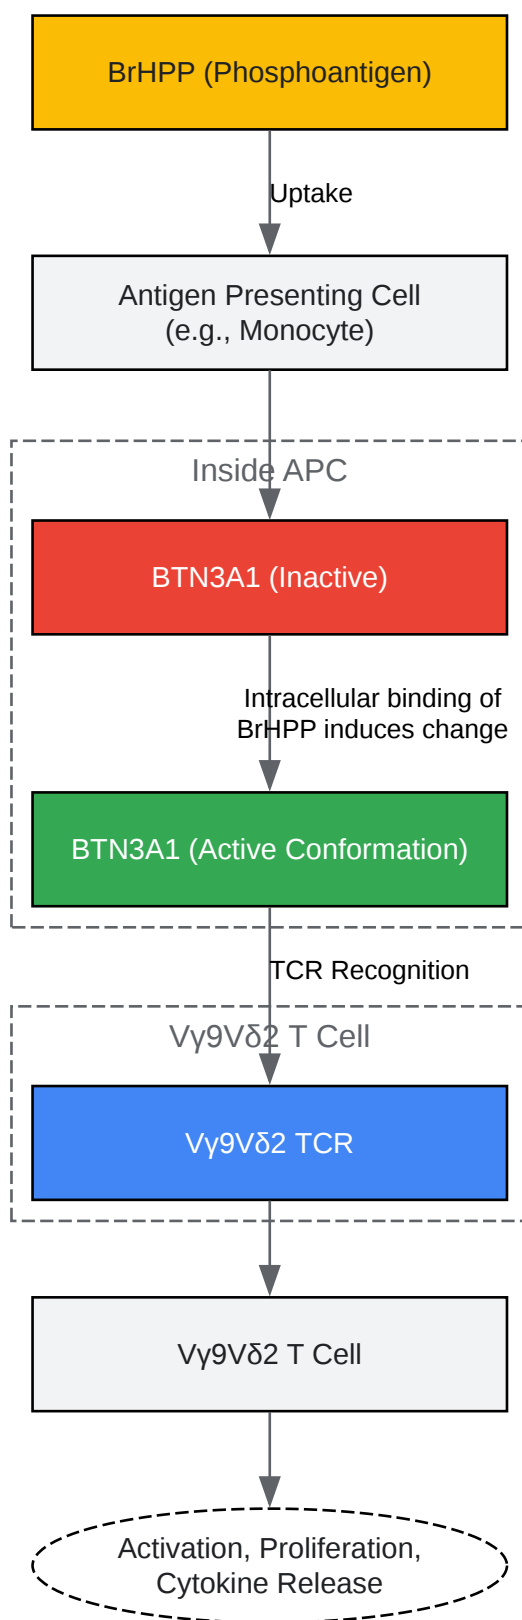 BrHPP (Phosphoantigen)
Uptake
Antigen Presenting Cell
(e.g., Monocyte)
Inside APC
BTN3A1 (Inactive)
Intracellular binding of
BrHPP induces change
BTN3A1 (Active Conformation)
TCR Recognition
Vγ9Vδ2 T Cell
Vγ9Vδ2 TCR
Vγ9Vδ2 T Cell
Activation, Proliferation,
Cytokine Release